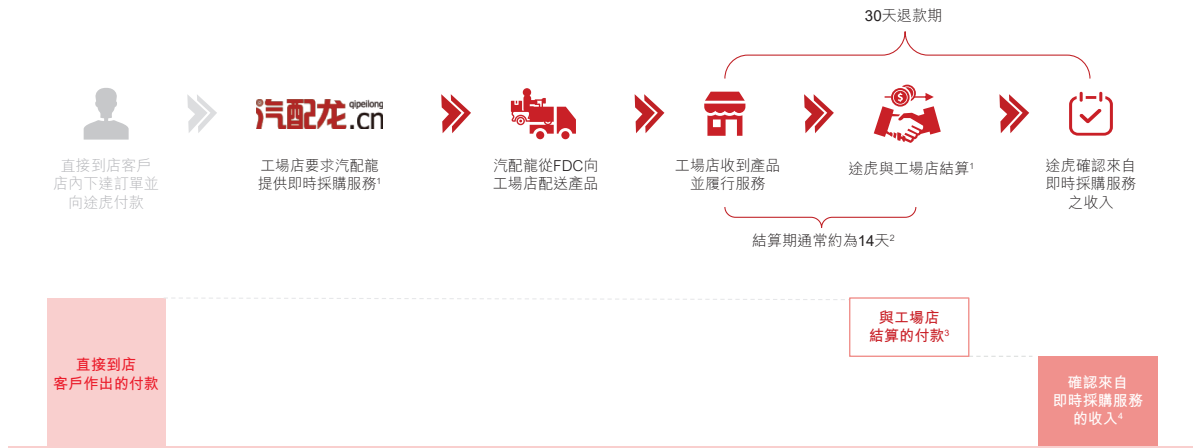 30天退款期
汽配龙.cn
qipeilong
直接到店客戶
店內下達訂單並
向途虎付款
工場店要求汽配龍
提供即時採購服務1
汽配龍從FDC向
工場店配送產品
工場店收到產品
並履行服務
途虎與工場店結算1
途虎確認來自
即時採購服務
之收入
結算期通常約為14天2
直接到店
客戶作出的付款
與工場店
結算的付款3
確認來自
即時採購服務
的收入4